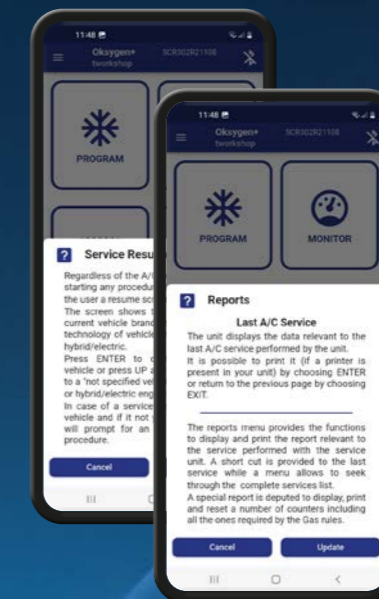 11:48
Oksygen+
tworkshop
SCR302R21108
PROGRAM
Service Resu
Regardless of the A/
starting any procedu
the user a resume scr
The screen shows t
current vehicle brand
technology of vehicle
hybrid/electric.
Press ENTER to
vehicle or press UP a
to a 'not specified vel
or hybrid/electric eng
In case of a service
vehicle and if it not
will prompt for an
procedure.
Cancel
11:48
Oksygen+
tworkshop
SCR302R21108
PROGRAM
MONITOR
? Reports
Last A/C Service
The unit displays the data relevant to the
last A/C service performed by the unit.
It is possible to print it (if a printer is
present in your unit) by choosing ENTER
or return to the previous page by choosing
EXIT.
The reports menu provides the functions
to display and print the report relevant to
the service performed with the service
unit. A short cut is provided to the last
service while a menu allows to seek
through the complete services list.
A special report is deputed to display, print
and reset a number of counters including
all the ones required by the Gas rules.
Cancel
Update